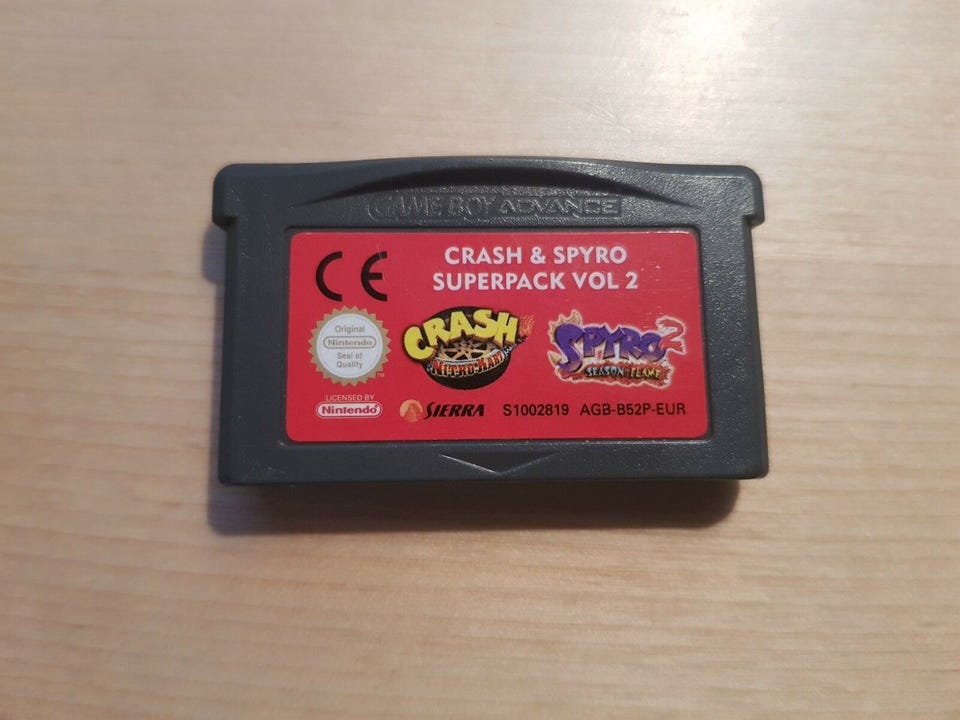 GAME BOY ADVANCE
CE
CRASH & SPYRO
SUPERPACK VOL 2
Original
Nintendo
Seal of
Quality
TM
CRASH
NITRO KART
SPYRO 2
SEASON OF FLAME
LICENSED BY
Nintendo
SIERRA S1002819 AGB-B52P-EUR